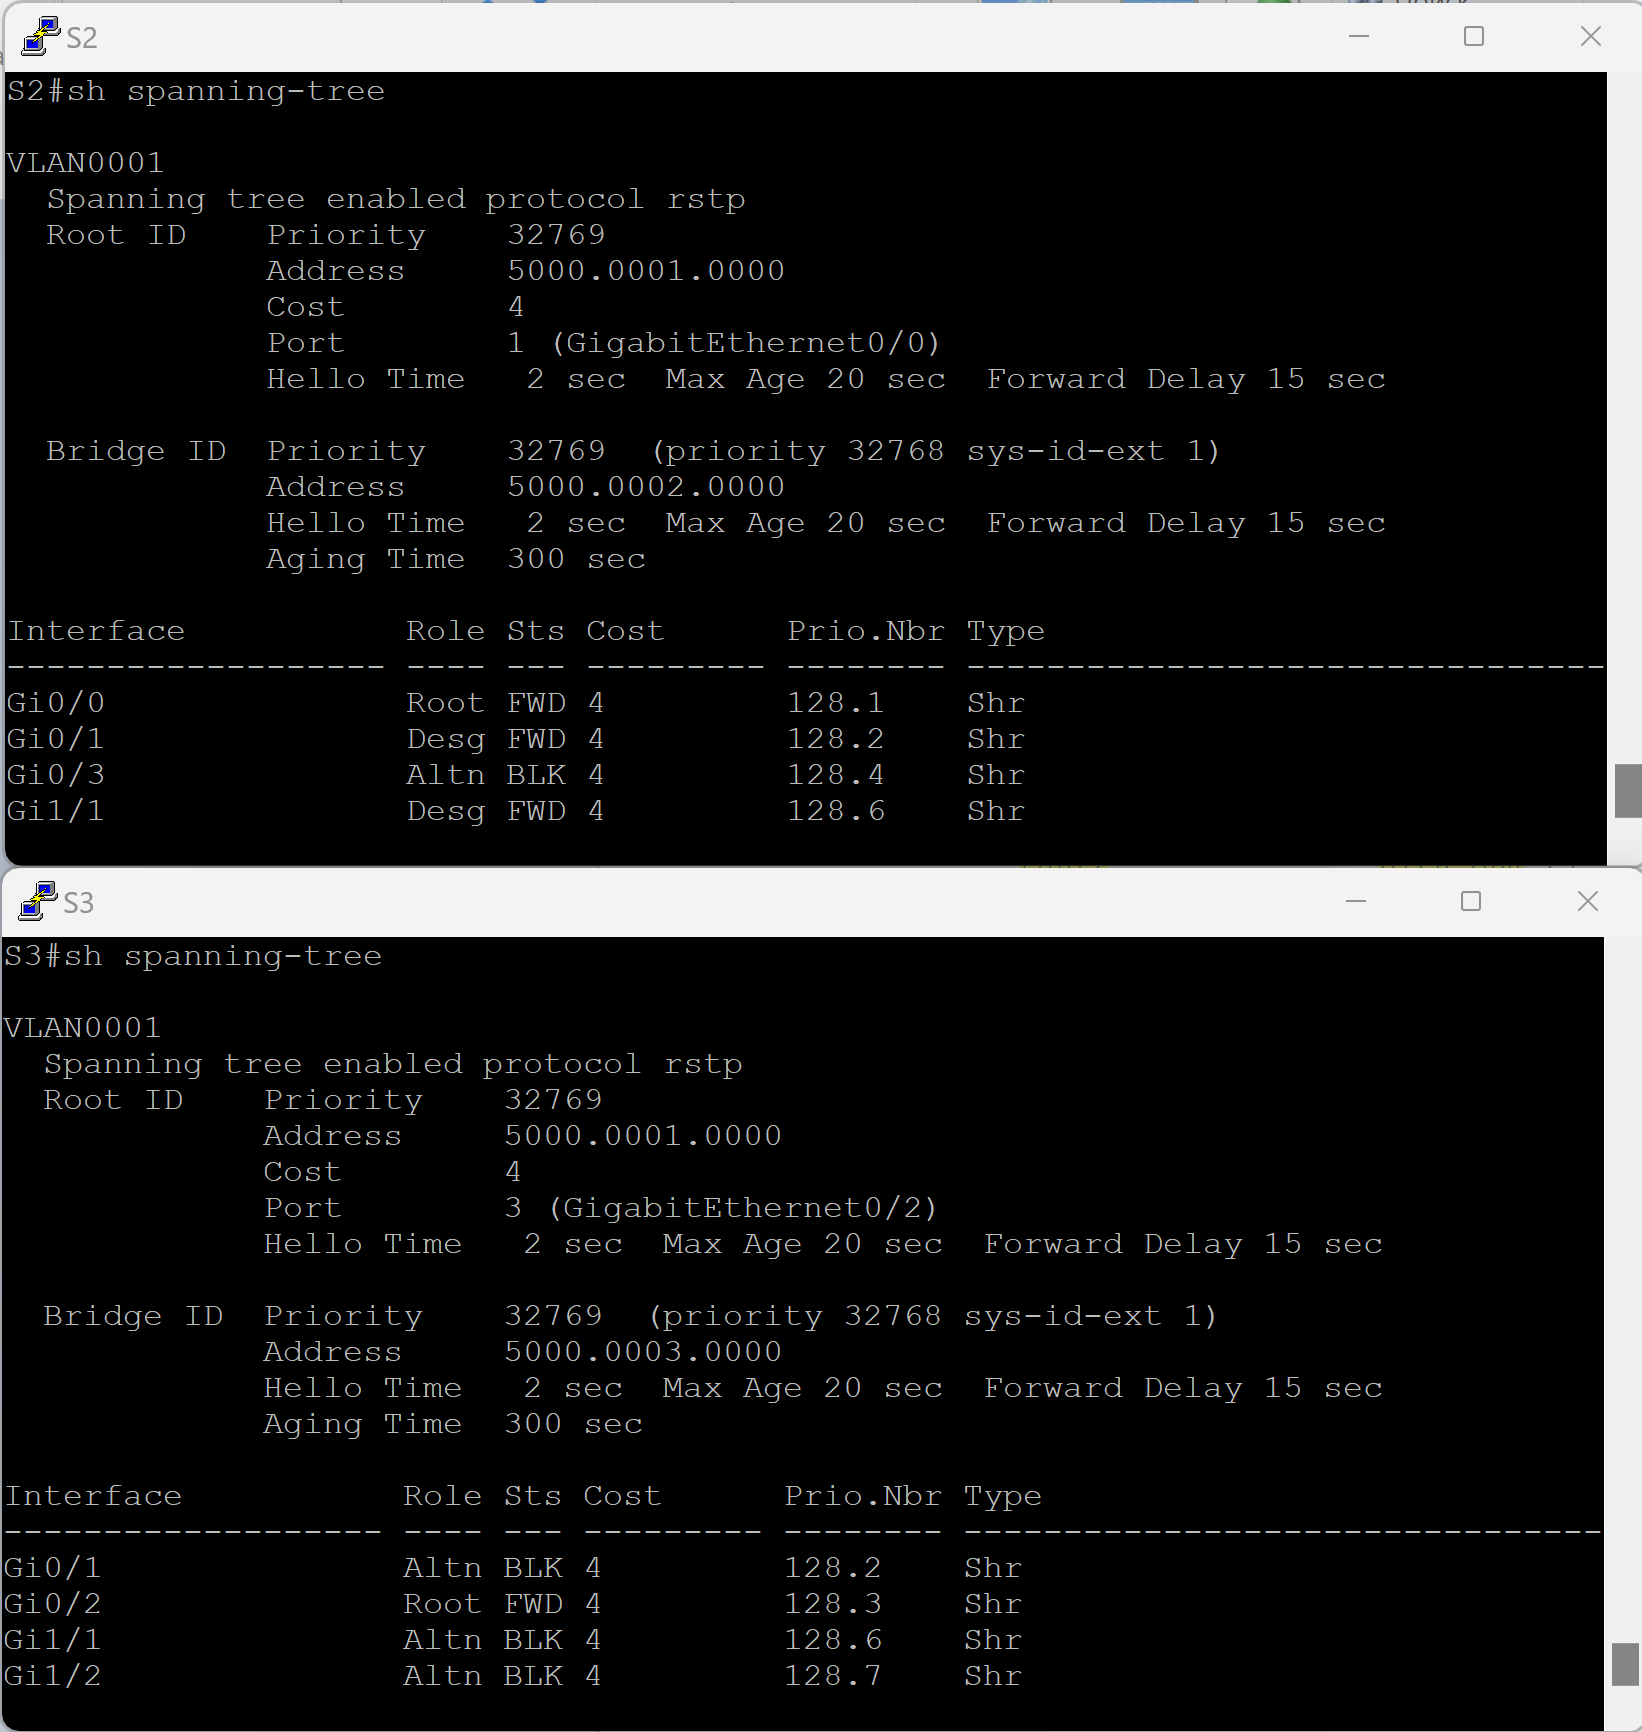 S2
S2#sh spanning-tree
VLAN0001
Spanning tree enabled protocol rstp
Root ID Priority 32769
Address 5000.0001.0000
Cost 4
Port 1 (GigabitEthernet0/0)
Hello Time 2 sec Max Age 20 sec Forward Delay 15 sec
Bridge ID Priority 32769 (priority 32768 sys-id-ext 1)
Address 5000.0002.0000
Hello Time 2 sec Max Age 20 sec Forward Delay 15 sec
Aging Time 300 sec
Interface Role Sts Cost Prio.Nbr Type
------------------- ---- --- --------- -------- --------------------------------
Gi0/0 Root FWD 4 128.1 Shr
Gi0/1 Desg FWD 4 128.2 Shr
Gi0/3 Altn BLK 4 128.4 Shr
Gi1/1 Desg FWD 4 128.6 Shr
S3
S3#sh spanning-tree
VLAN0001
Spanning tree enabled protocol rstp
Root ID Priority 32769
Address 5000.0001.0000
Cost 4
Port 3 (GigabitEthernet0/2)
Hello Time 2 sec Max Age 20 sec Forward Delay 15 sec
Bridge ID Priority 32769 (priority 32768 sys-id-ext 1)
Address 5000.0003.0000
Hello Time 2 sec Max Age 20 sec Forward Delay 15 sec
Aging Time 300 sec
Interface Role Sts Cost Prio.Nbr Type
------------------- ---- --- --------- -------- --------------------------------
Gi0/1 Altn BLK 4 128.2 Shr
Gi0/2 Root FWD 4 128.3 Shr
Gi1/1 Altn BLK 4 128.6 Shr
Gi1/2 Altn BLK 4 128.7 Shr